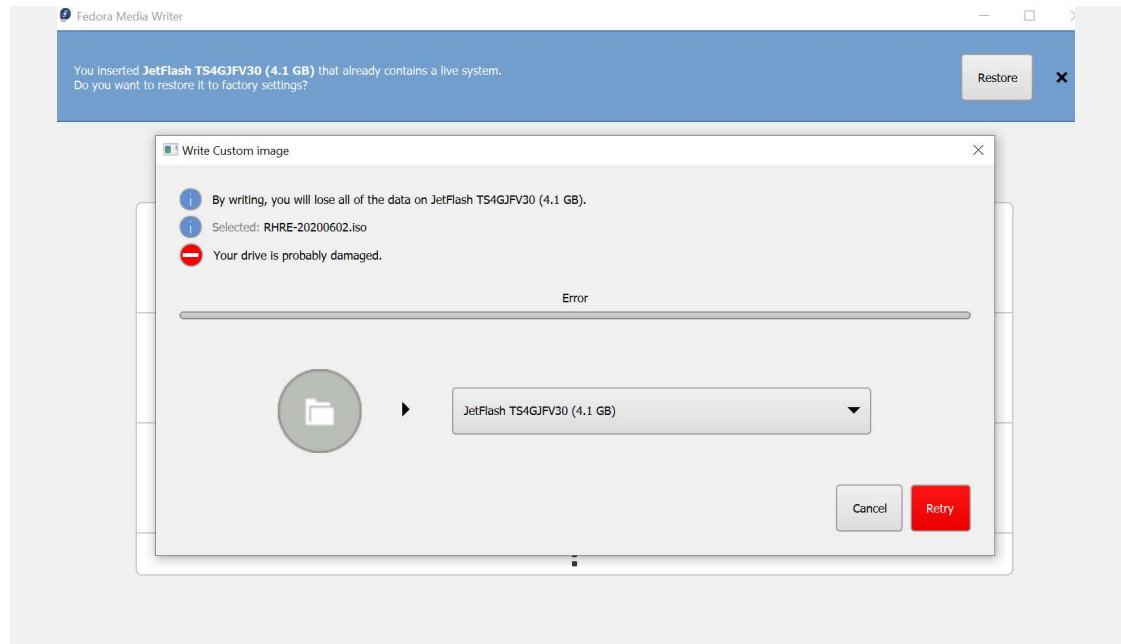 Fedora Media Writer
You inserted JetFlash TS4GJFV30 (4.1 GB) that already contains a live system.
Do you want to restore it to factory settings?
Restore
Write Custom image
By writing, you will lose all of the data on JetFlash TS4GJFV30 (4.1 GB).
Selected: RHRE-20200602.iso
Your drive is probably damaged.
Error
JetFlash TS4GJFV30 (4.1 GB)
Cancel
Retry